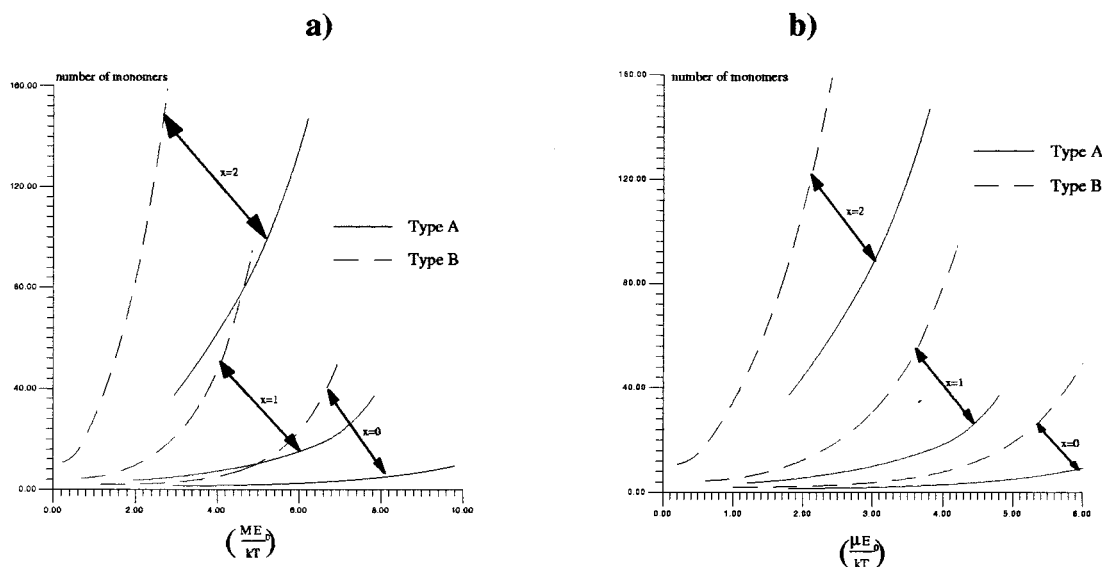 a)
number of monomers
160.00
120.00
80.00
40.00
0.00
0.00
2.00
4.00
6.00
8.00
10.00
x=2
x=1
x=0
Type A
Type B
(ME₀/kT)
b)
number of monomers
160.00
120.00
80.00
40.00
0.00
0.00
1.00
2.00
3.00
4.00
5.00
6.00
x=2
x=1
x=0
Type A
Type B
(μE₀/kT)